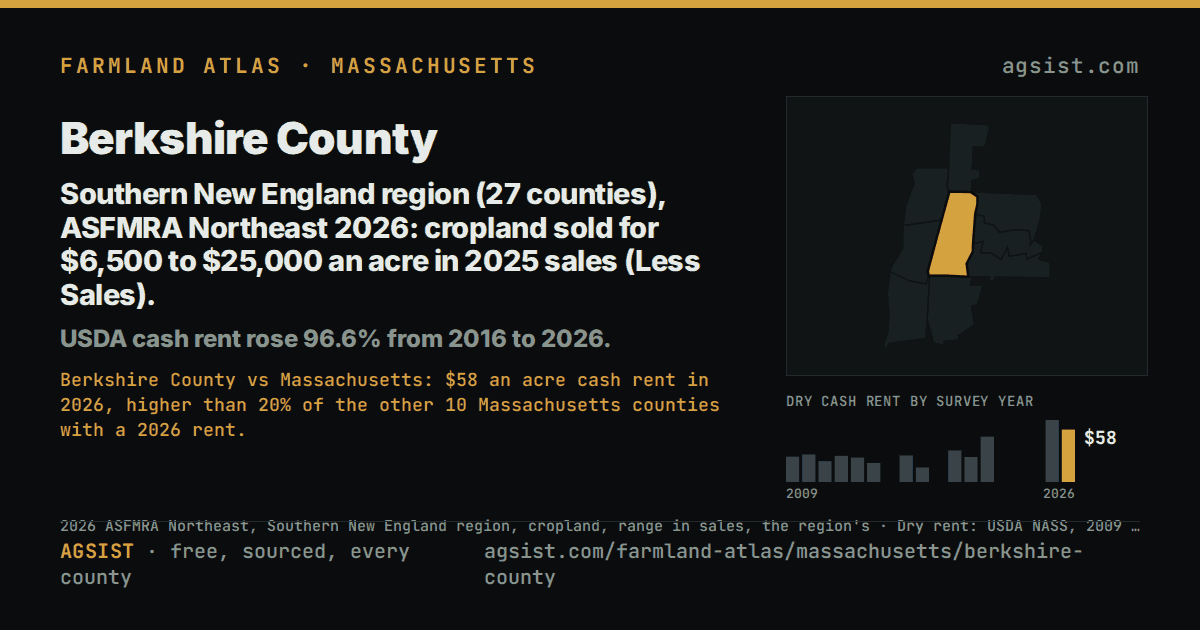 FARMLAND ATLAS · MASSACHUSETTS
agsist.com
Berkshire County
Southern New England region (27 counties),
ASFMRA Northeast 2026: cropland sold for
$6,500 to $25,000 an acre in 2025 sales (Less
Sales).
USDA cash rent rose 96.6% from 2016 to 2026.
Berkshire County vs Massachusetts: $58 an acre cash rent in
2026, higher than 20% of the other 10 Massachusetts counties
with a 2026 rent.
DRY CASH RENT BY SURVEY YEAR
$58
2009
2026
2026 ASFMRA Northeast, Southern New England region, cropland, range in sales, the region's · Dry rent: USDA NASS, 2009 …
AGSIST · free, sourced, every
county
agsist.com/farmland-atlas/massachusetts/berkshire-
county